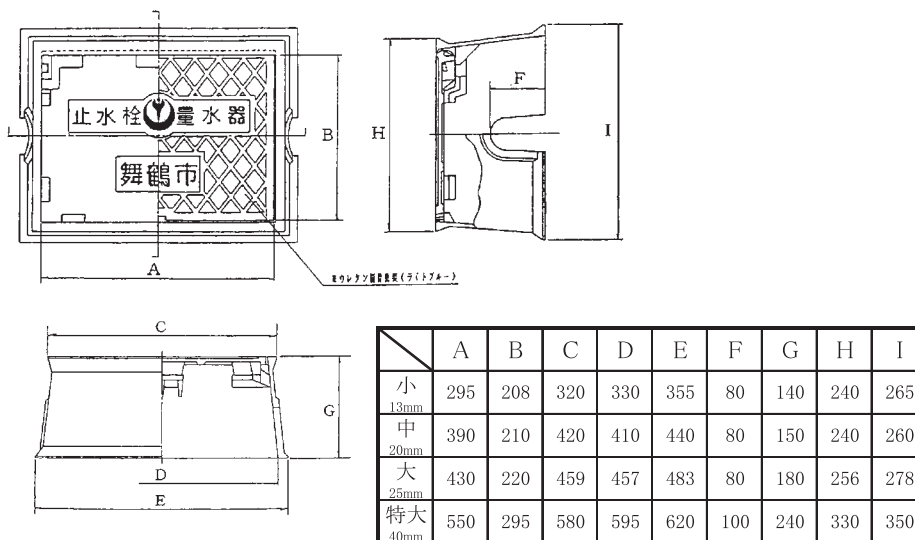 止水栓 量水器
舞鶴市
A
B
H
F
I
C
G
D
E
A B C D E F G H I
小 13mm 295 208 320 330 355 80 140 240 265
中 20mm 390 210 420 410 440 80 150 240 260
大 25mm 430 220 459 457 483 80 180 256 278
特大 40mm 550 295 580 595 620 100 240 330 350